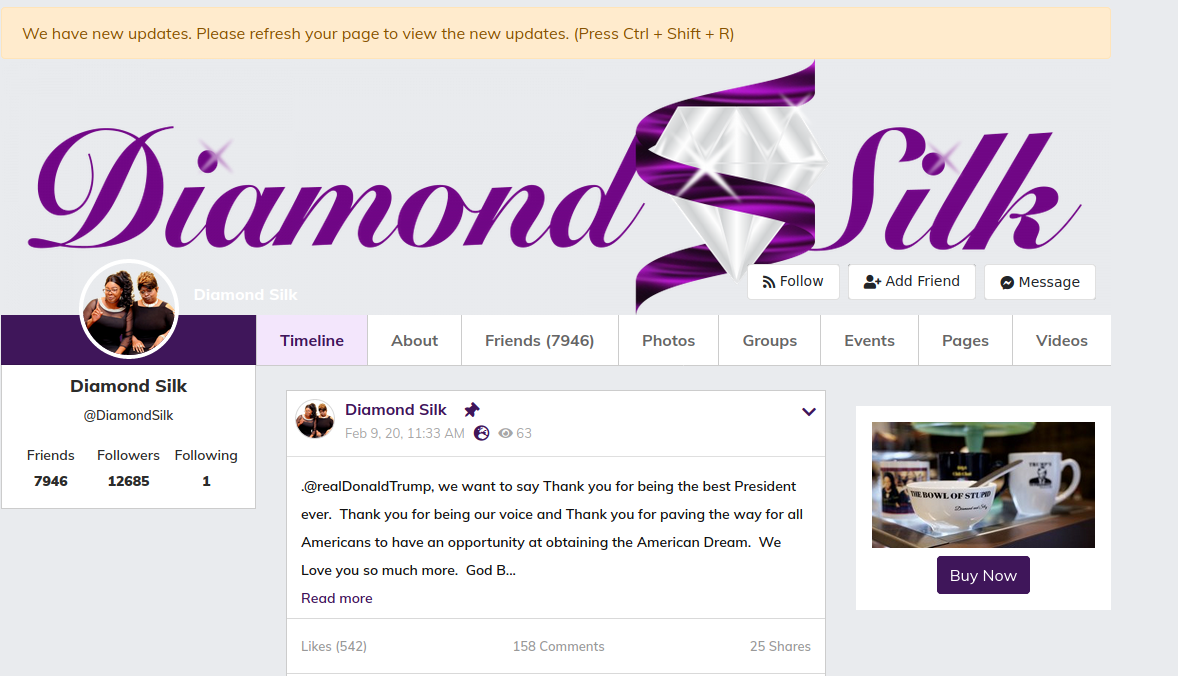 We have new updates. Please refresh your page to view the new updates. (Press Ctrl + Shift + R)
Diamond Silk
Follow
Add Friend
Message
Diamond Silk
Timeline
About
Friends (7946)
Photos
Groups
Events
Pages
Videos
Diamond Silk
@DiamondSilk
Friends Followers Following
7946 12685 1
Diamond Silk
Feb 9, 20, 11:33 AM 63
.@realDonaldTrump, we want to say Thank you for being the best President
ever. Thank you for being our voice and Thank you for paving the way for all
Americans to have an opportunity at obtaining the American Dream. We
Love you so much more. God B...
Read more
Likes (542) 158 Comments 25 Shares
TRUMP'S
THE BOWL OF STUPID
Diamond and Silk
Buy Now